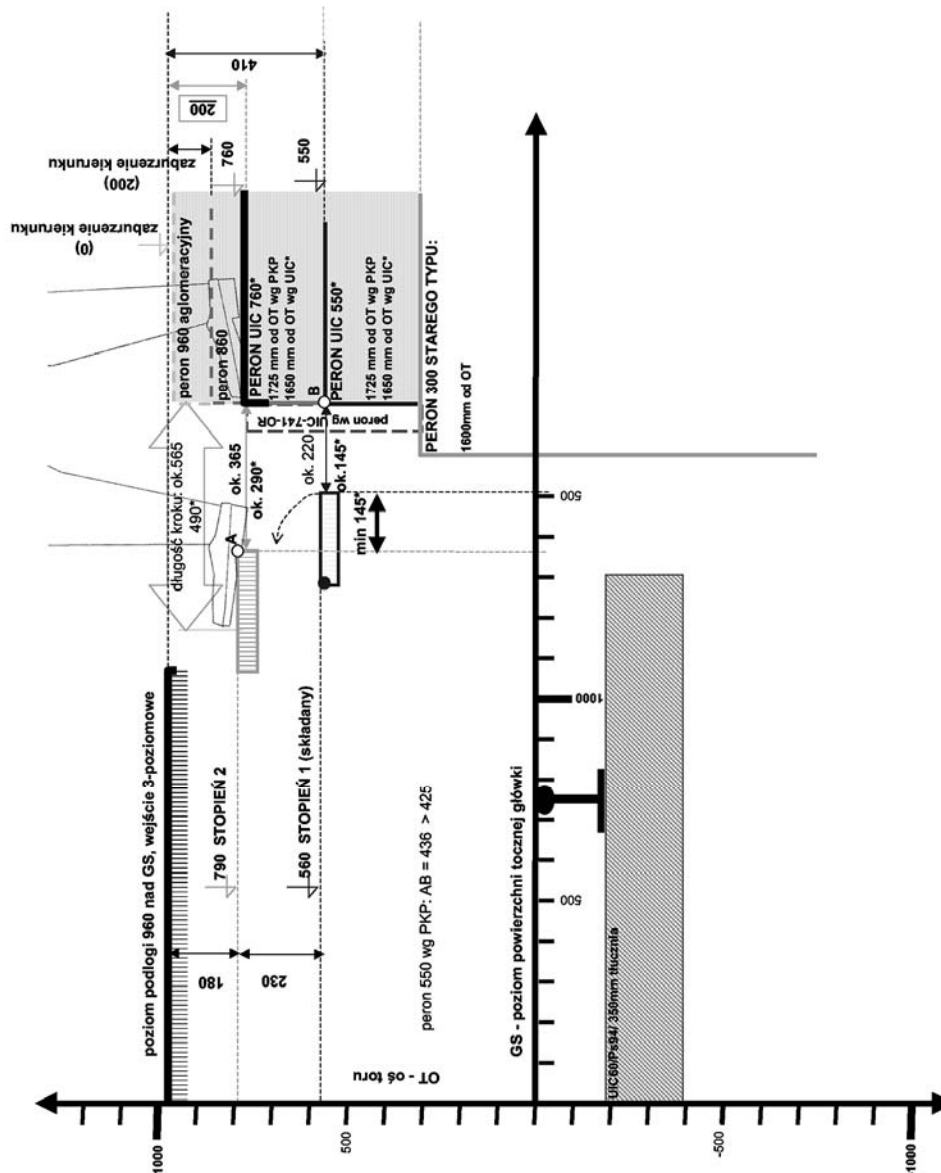 zaburzenie kierunku
(0)
zaburzenie kierunku
(200)
200
410
długość kroku: ok.565
490*
peron 960 aglomeracyjny
peron 860
760
PERON UIC 760*
1725 mm od OT wg PKP
1650 mm od OT wg UIC*
550
B
PERON UIC 550*
1725 mm od OT wg PKP
1650 mm od OT wg UIC*
peron wg
UIC-741-OR
PERON 300 STAREGO TYPU:
1600mm od OT
ok. 365
ok. 290*
A
ok. 220
ok.145*
min 145*
poziom podłogi 960 nad GS, wejście 3-poziomowe
790 STOPIEŃ 2
560 STOPIEŃ 1 (składany)
180
230
peron 550 wg PKP: AB = 436 > 425
OT - oś toru
GS - poziom powierzchni tocznej główki
UIC60/Ps94/ 350mm tłucznia
500
1000
500
1000
500
-500
-1000